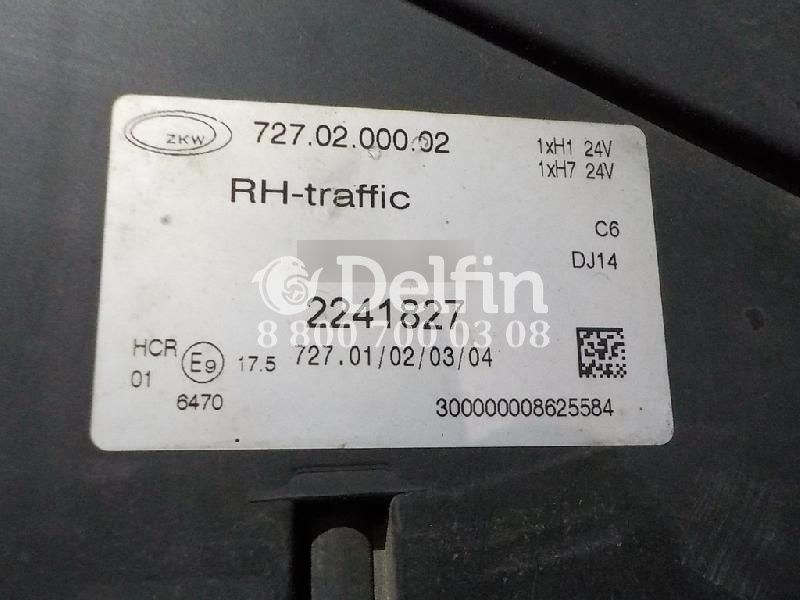 ZKW 727.02.000.02 1xH1 24V
1xH7 24V
RH-traffic
C6
DJ14
Delfin
2241827
8 800 700 03 08
HCR E9 17.5 727.01/02/03/04
01
6470 300000008625584